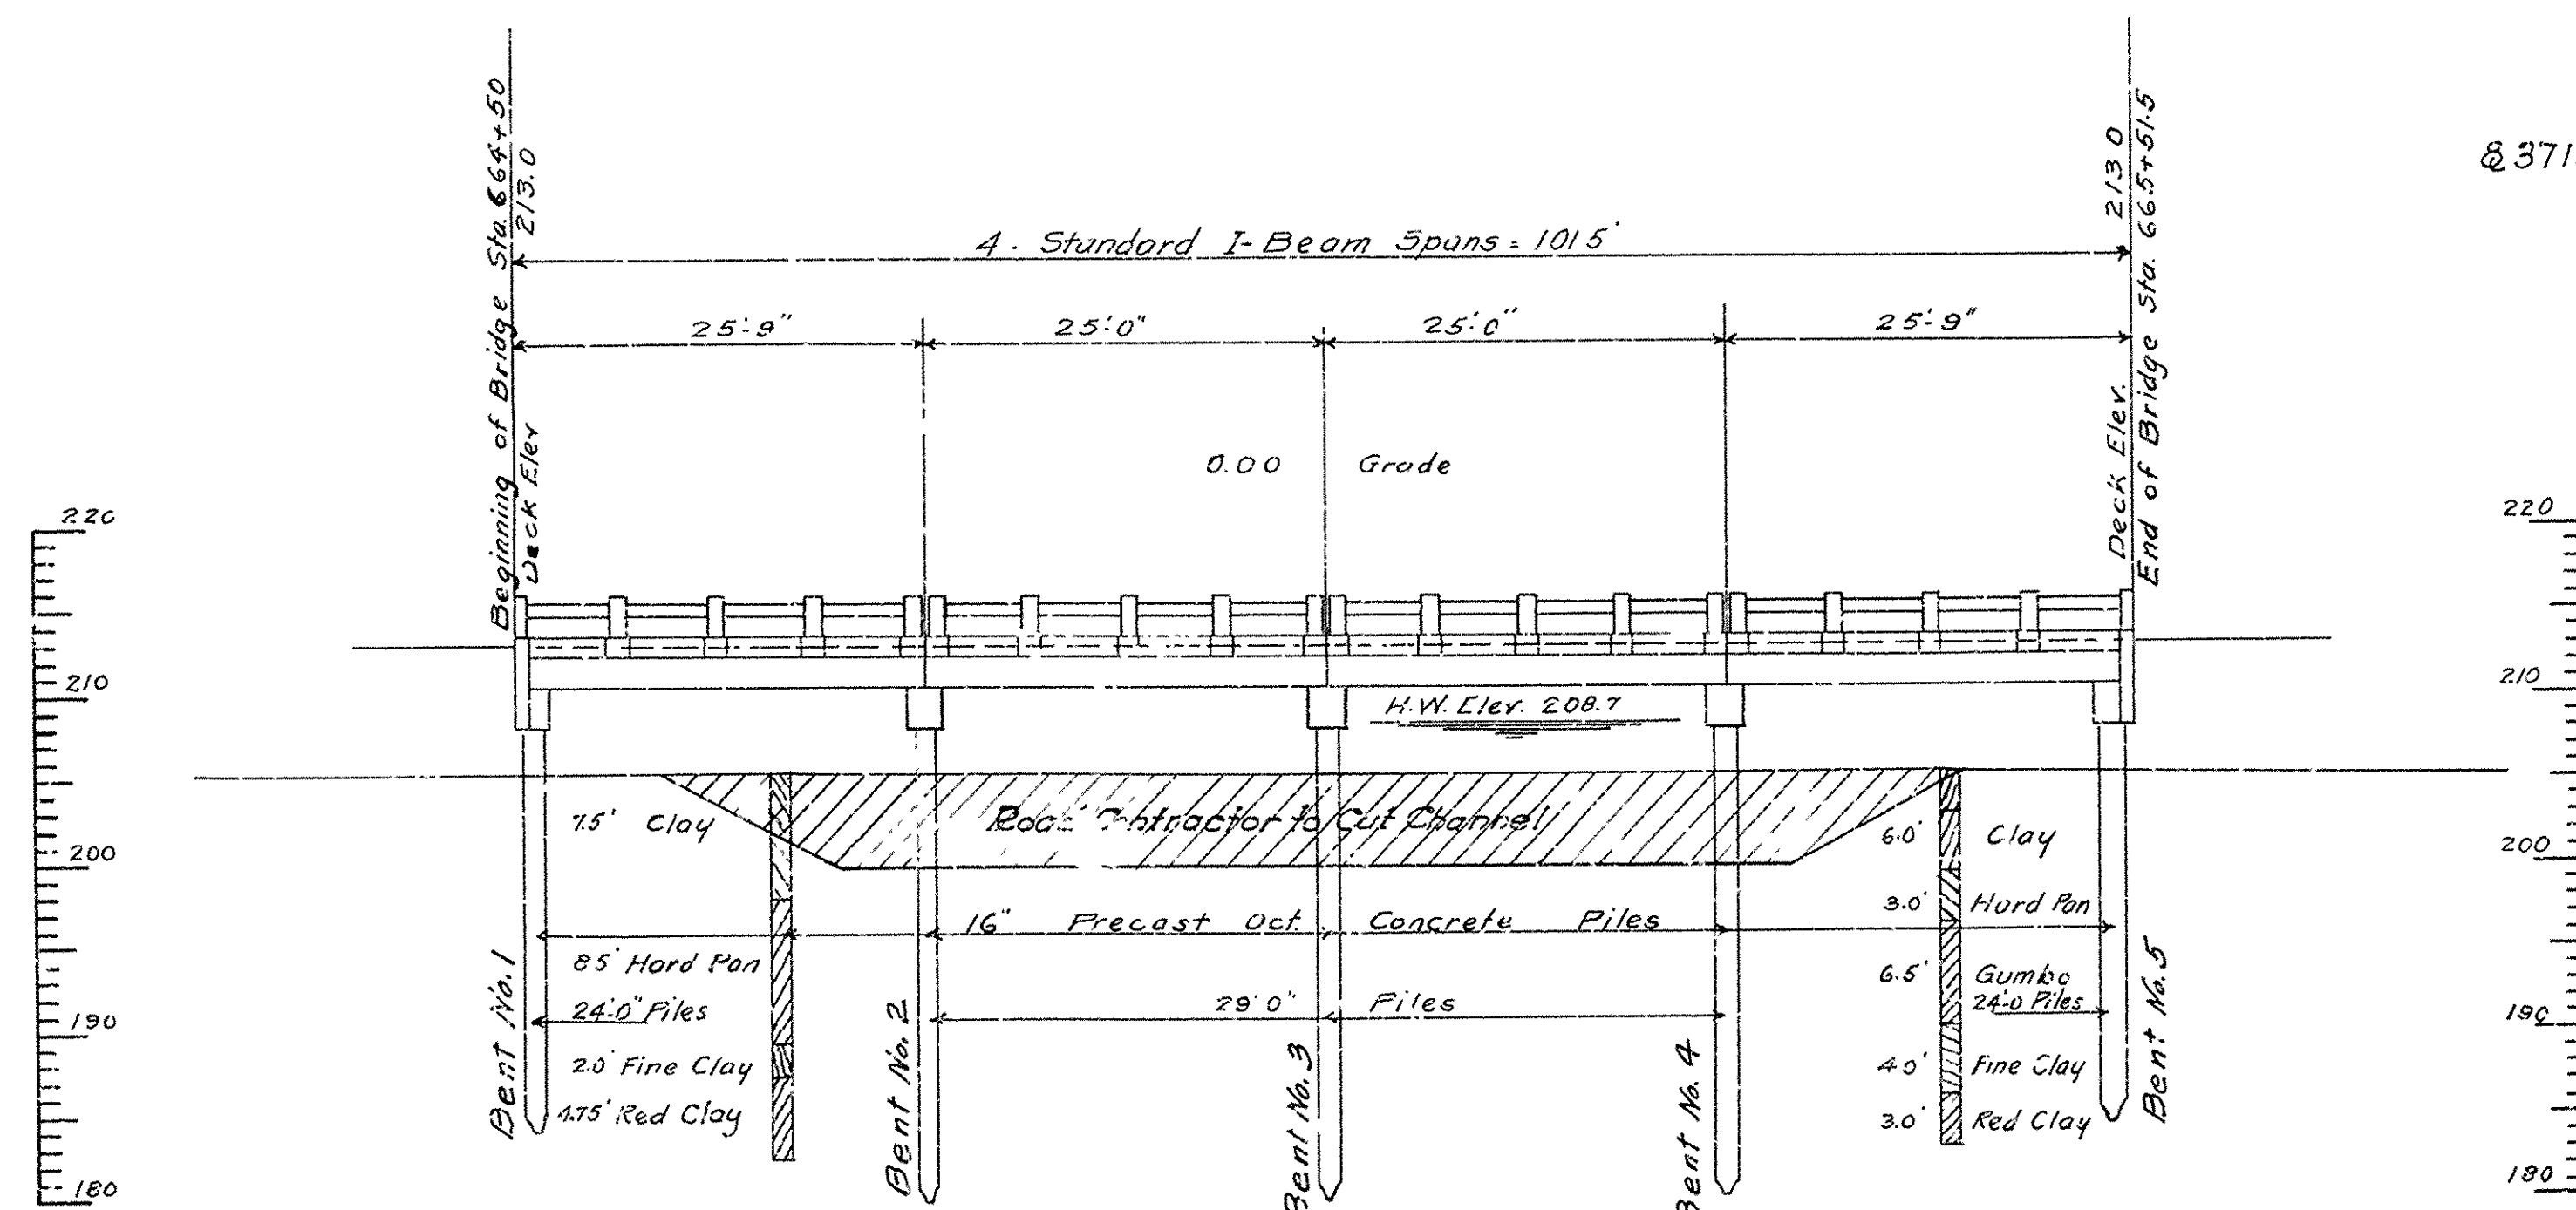 Beginning of Bridge Sta. 664+50
Deck Elev 213.0
Deck Elev. 213 0
End of Bridge Sta. 665+51.5
4 - Standard I-Beam Spans = 101 5'
25'-9" 25'-0" 25'-0" 25'-9"
0.00 Grade
220
210
200
190
180
220
210
200
190
180
H.W. Elev. 208.7
Road Contractor to Cut Channel
7.5' Clay
8 5' Hard Pan
24'-0" Piles
2.0' Fine Clay
4.75' Red Clay
16" Precast Oct. Concrete Piles
29'0" Piles
6.0' Clay
3.0' Hard Pan
6.5' Gumbo
24'-0 Piles
4 0' Fine Clay
3.0' Red Clay
Bent No. 1
Bent No. 2
Bent No. 3
Bent No. 4
Bent No. 5